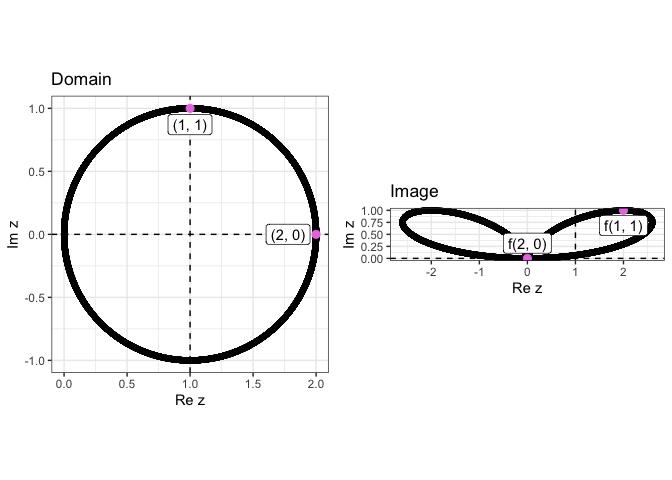 Domain
Im z
1.0
0.5
0.0
-0.5
-1.0
(1, 1)
(2, 0)
0.0 0.5 1.0 1.5 2.0
Re z
Image
Im z
1.00
0.75
0.50
0.25
0.00
f(1, 1)
f(2, 0)
-2 -1 0 1 2
Re z